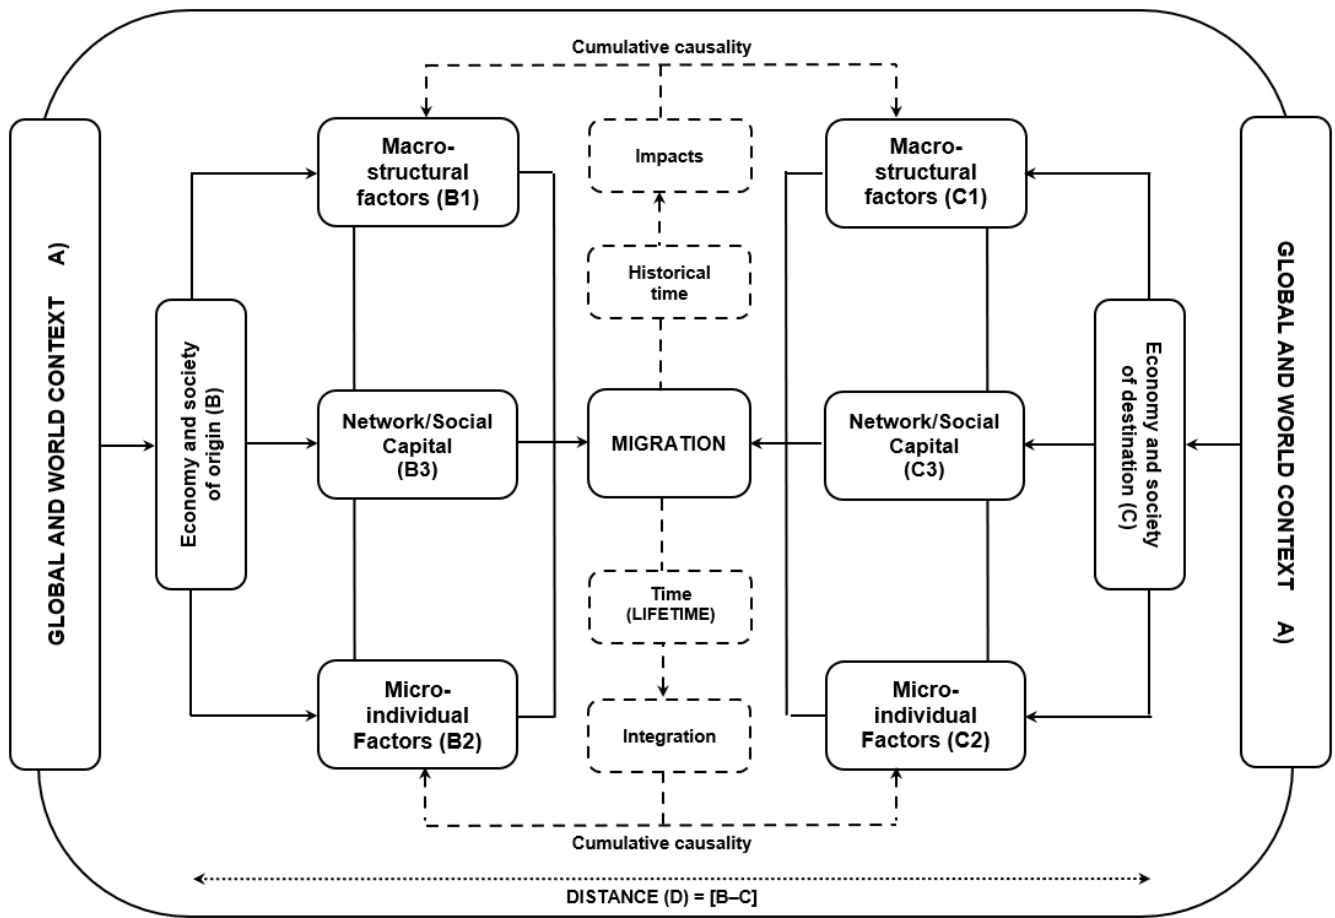 Cumulative causality
Macro-
structural
factors (B1)
Impacts
Macro-
structural
factors (C1)
Historical
time
GLOBAL AND WORLD CONTEXT A)
Economy and society
of origin (B)
Network/Social
Capital
(B3)
MIGRATION
Network/Social
Capital
(C3)
Economy and society
of destination (C)
GLOBAL AND WORLD CONTEXT A)
Time
(LIFETIME)
Micro-
individual
Factors (B2)
Integration
Micro-
individual
Factors (C2)
Cumulative causality
DISTANCE (D) = [B–C]